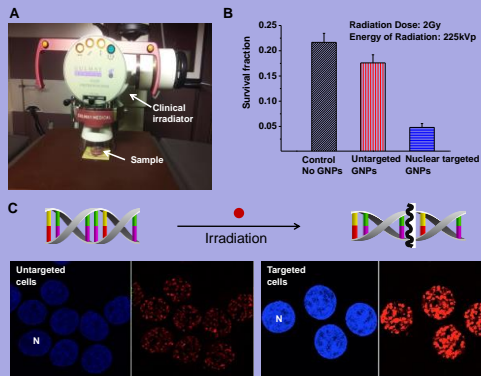 A
Clinical
irradiator
Sample
B
Radiation Dose: 2Gy
Energy of Radiation: 225kVp
Survival fraction
0.25
0.20
0.15
0.10
0.05
Control
No GNPs
Untargeted
GNPs
Nuclear targeted
GNPs
C
Irradiation
Untargeted
cells
N
Targeted
cells
N